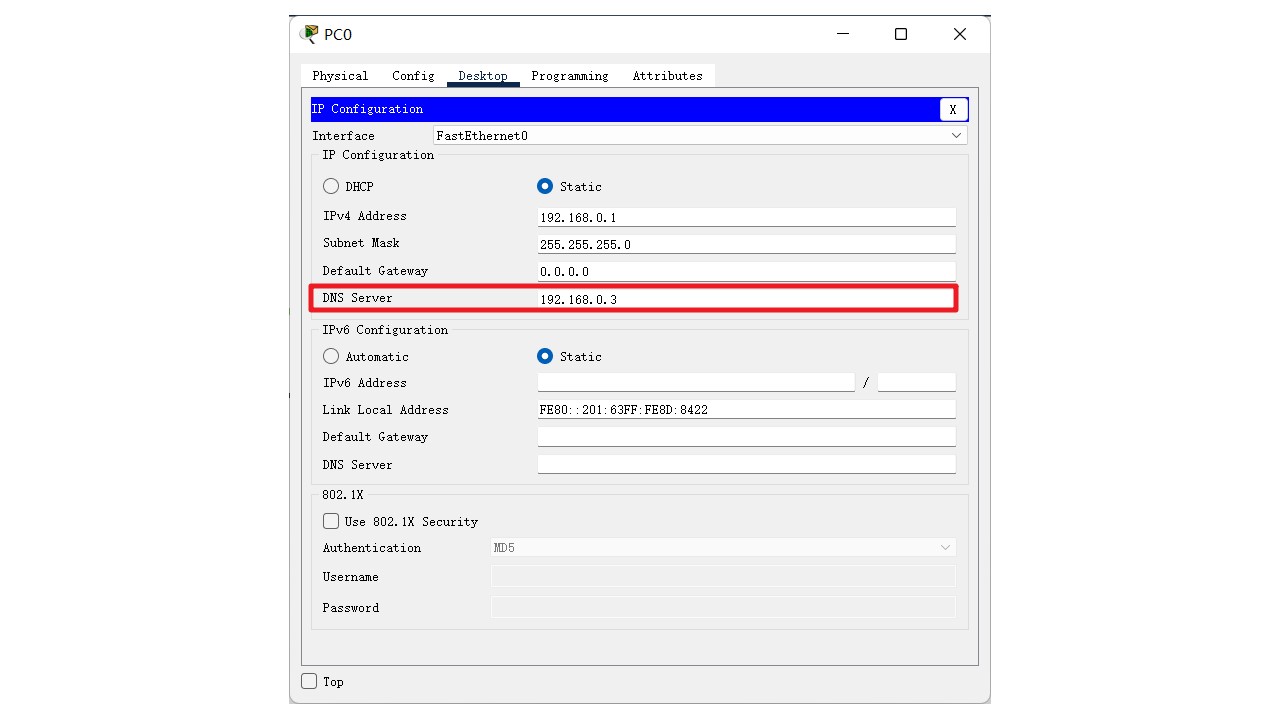 PC0
Physical Config Desktop Programming Attributes
IP Configuration X
Interface FastEthernet0
IP Configuration
DHCP Static
IPv4 Address 192.168.0.1
Subnet Mask 255.255.255.0
Default Gateway 0.0.0.0
DNS Server 192.168.0.3
IPv6 Configuration
Automatic Static
IPv6 Address /
Link Local Address FE80::201:63FF:FE8D:8422
Default Gateway
DNS Server
802.1X
Use 802.1X Security
Authentication MD5
Username
Password
Top